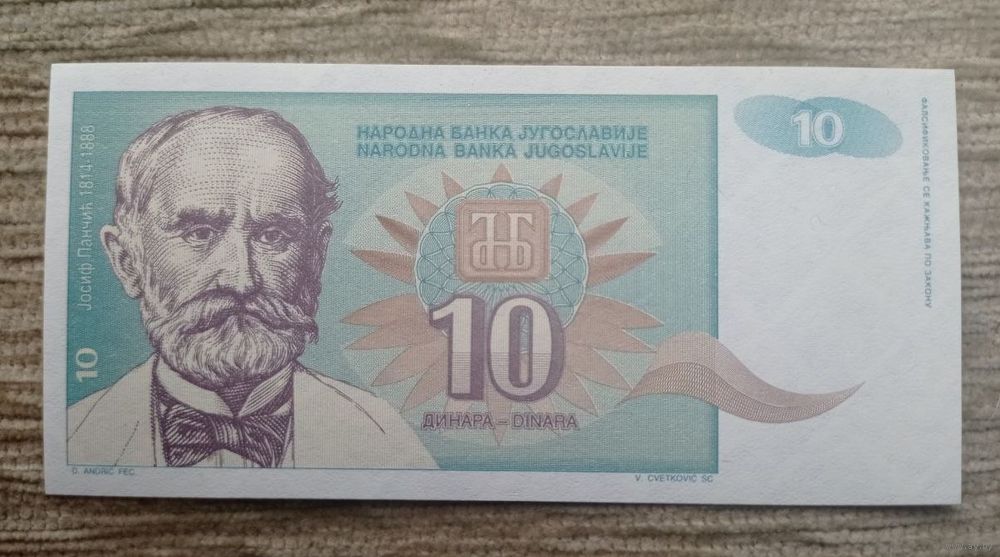 НАРОДНА БАНКА ЈУГОСЛАВИЈЕ
NARODNA BANKA JUGOSLAVIJE
10
ФАЛСИФИКОВАЊЕ СЕ КАЖЊАВА ПО ЗАКОНУ
Јосиф Панчић 1814-1888
10
10
ДИНАРА – DINARA
D. ANDRIĆ FEC.
V. CVETKOVIĆ SC